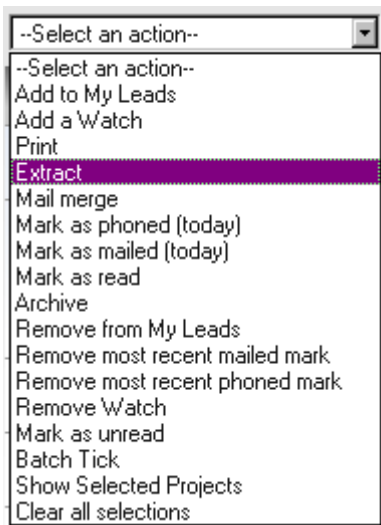 --Select an action--
--Select an action--
Add to My Leads
Add a Watch
Print
Extract
Mail merge
Mark as phoned (today)
Mark as mailed (today)
Mark as read
Archive
Remove from My Leads
Remove most recent mailed mark
Remove most recent phoned mark
Remove Watch
Mark as unread
Batch Tick
Show Selected Projects
Clear all selections